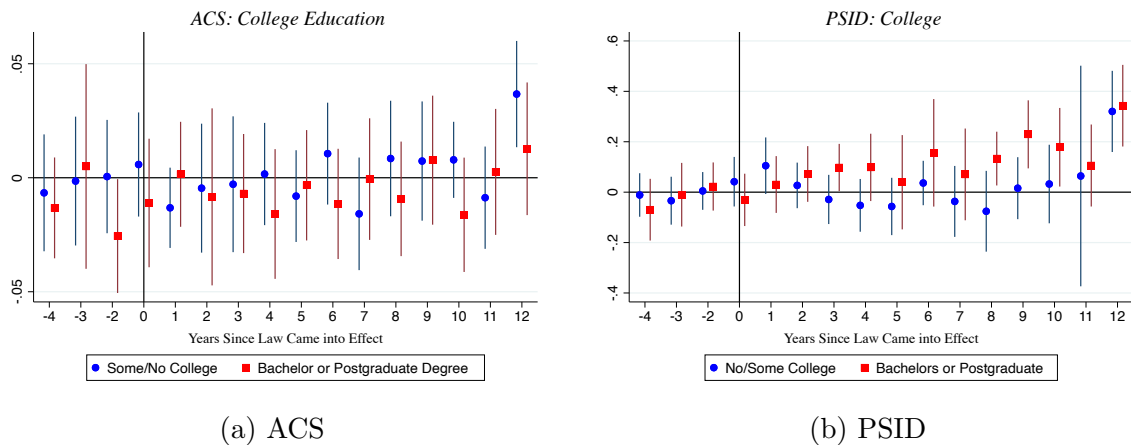 ACS: College Education
.05
0
-.05
-4 -3 -2 0 1 2 3 4 5 6 7 8 9 10 11 12
Years Since Law Came into Effect
Some/No College Bachelor or Postgraduate Degree
(a) ACS
PSID: College
.6
.4
.2
0
-.2
-.4
-4 -3 -2 0 1 2 3 4 5 6 7 8 9 10 11 12
Years Since Law Came into Effect
No/Some College Bachelors or Postgraduate
(b) PSID